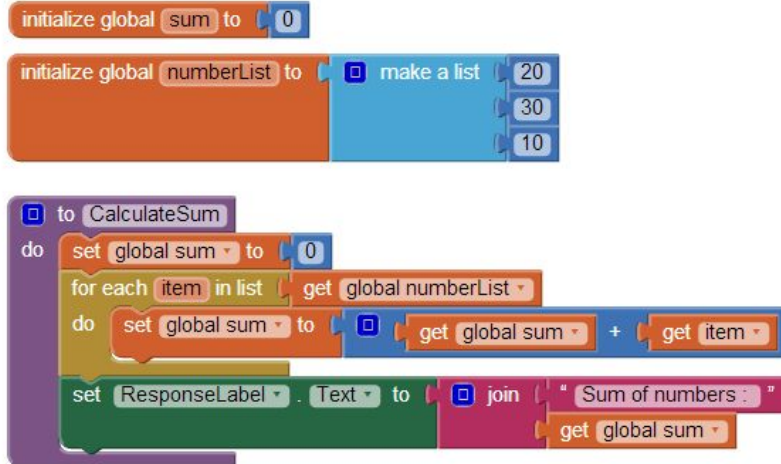 initialize global sum to 0
initialize global numberList to make a list 20
30
10
to CalculateSum
do set global sum to 0
for each item in list get global numberList
do set global sum to get global sum + get item
set ResponseLabel . Text to join " Sum of numbers : "
get global sum